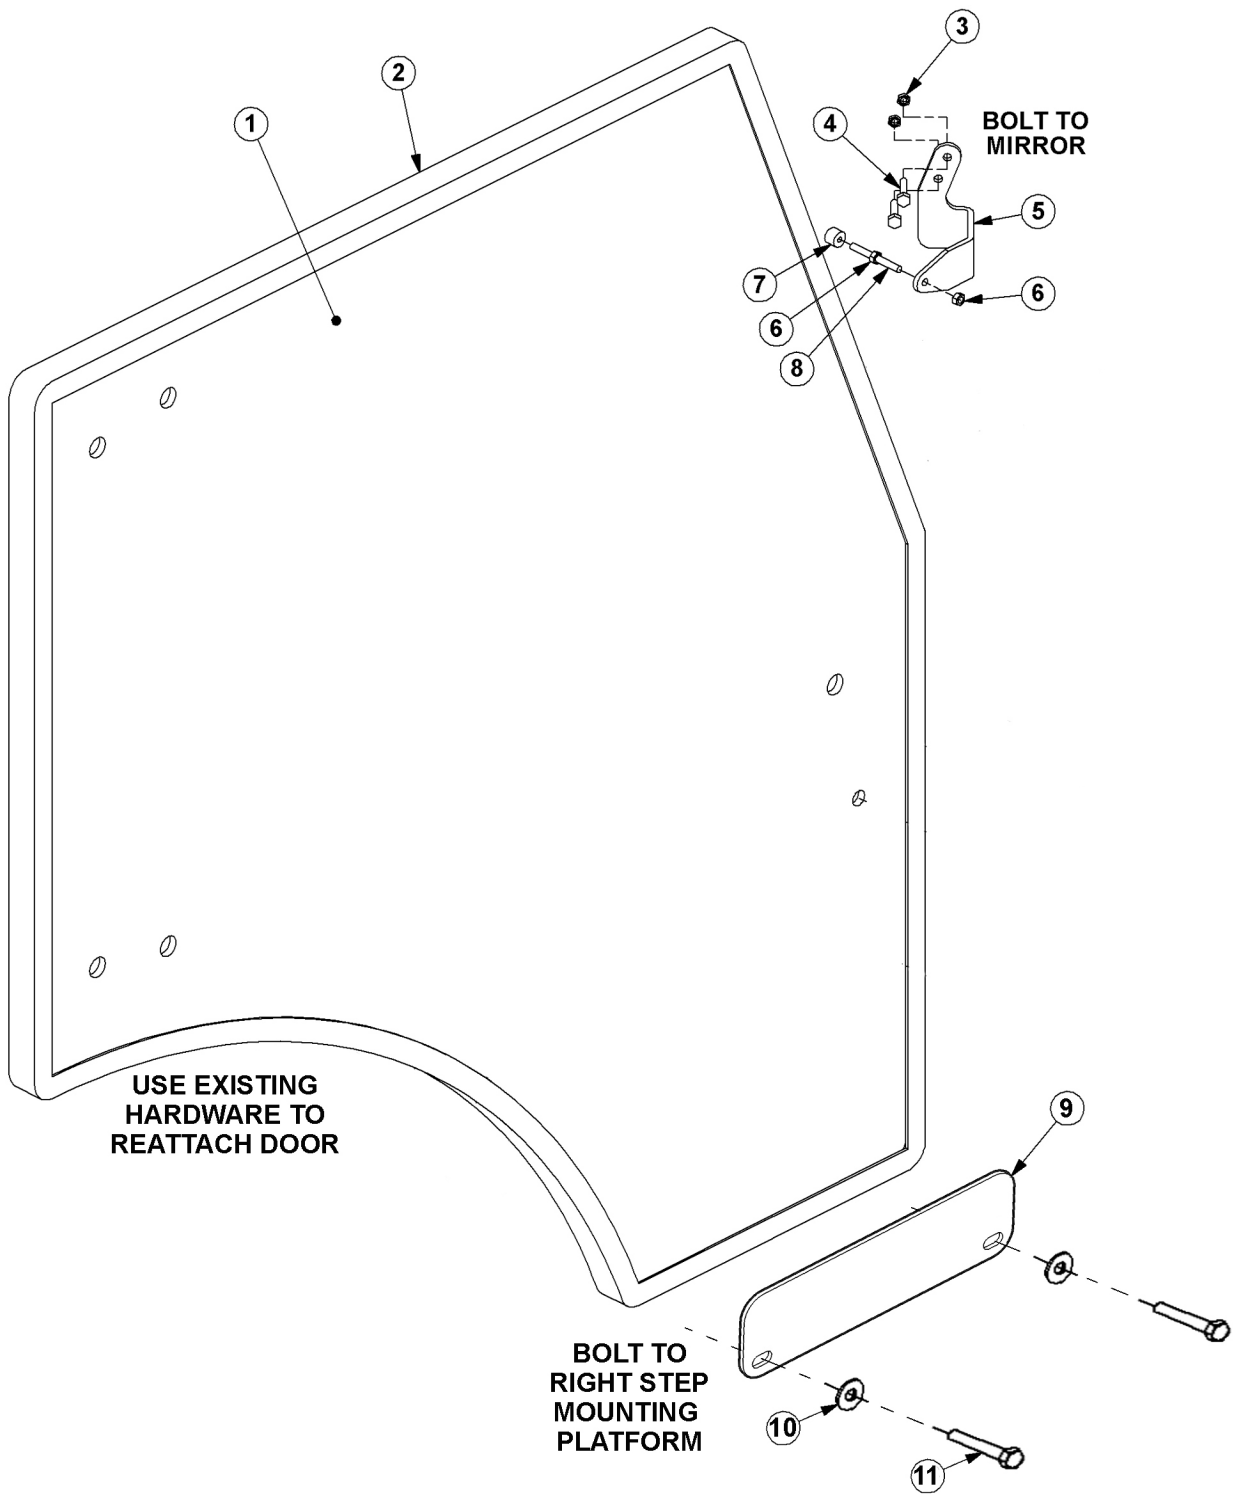 3
2
1
4
BOLT TO
MIRROR
5
7
6
6
8
USE EXISTING
HARDWARE TO
REATTACH DOOR
9
BOLT TO
RIGHT STEP
MOUNTING
PLATFORM
10
11